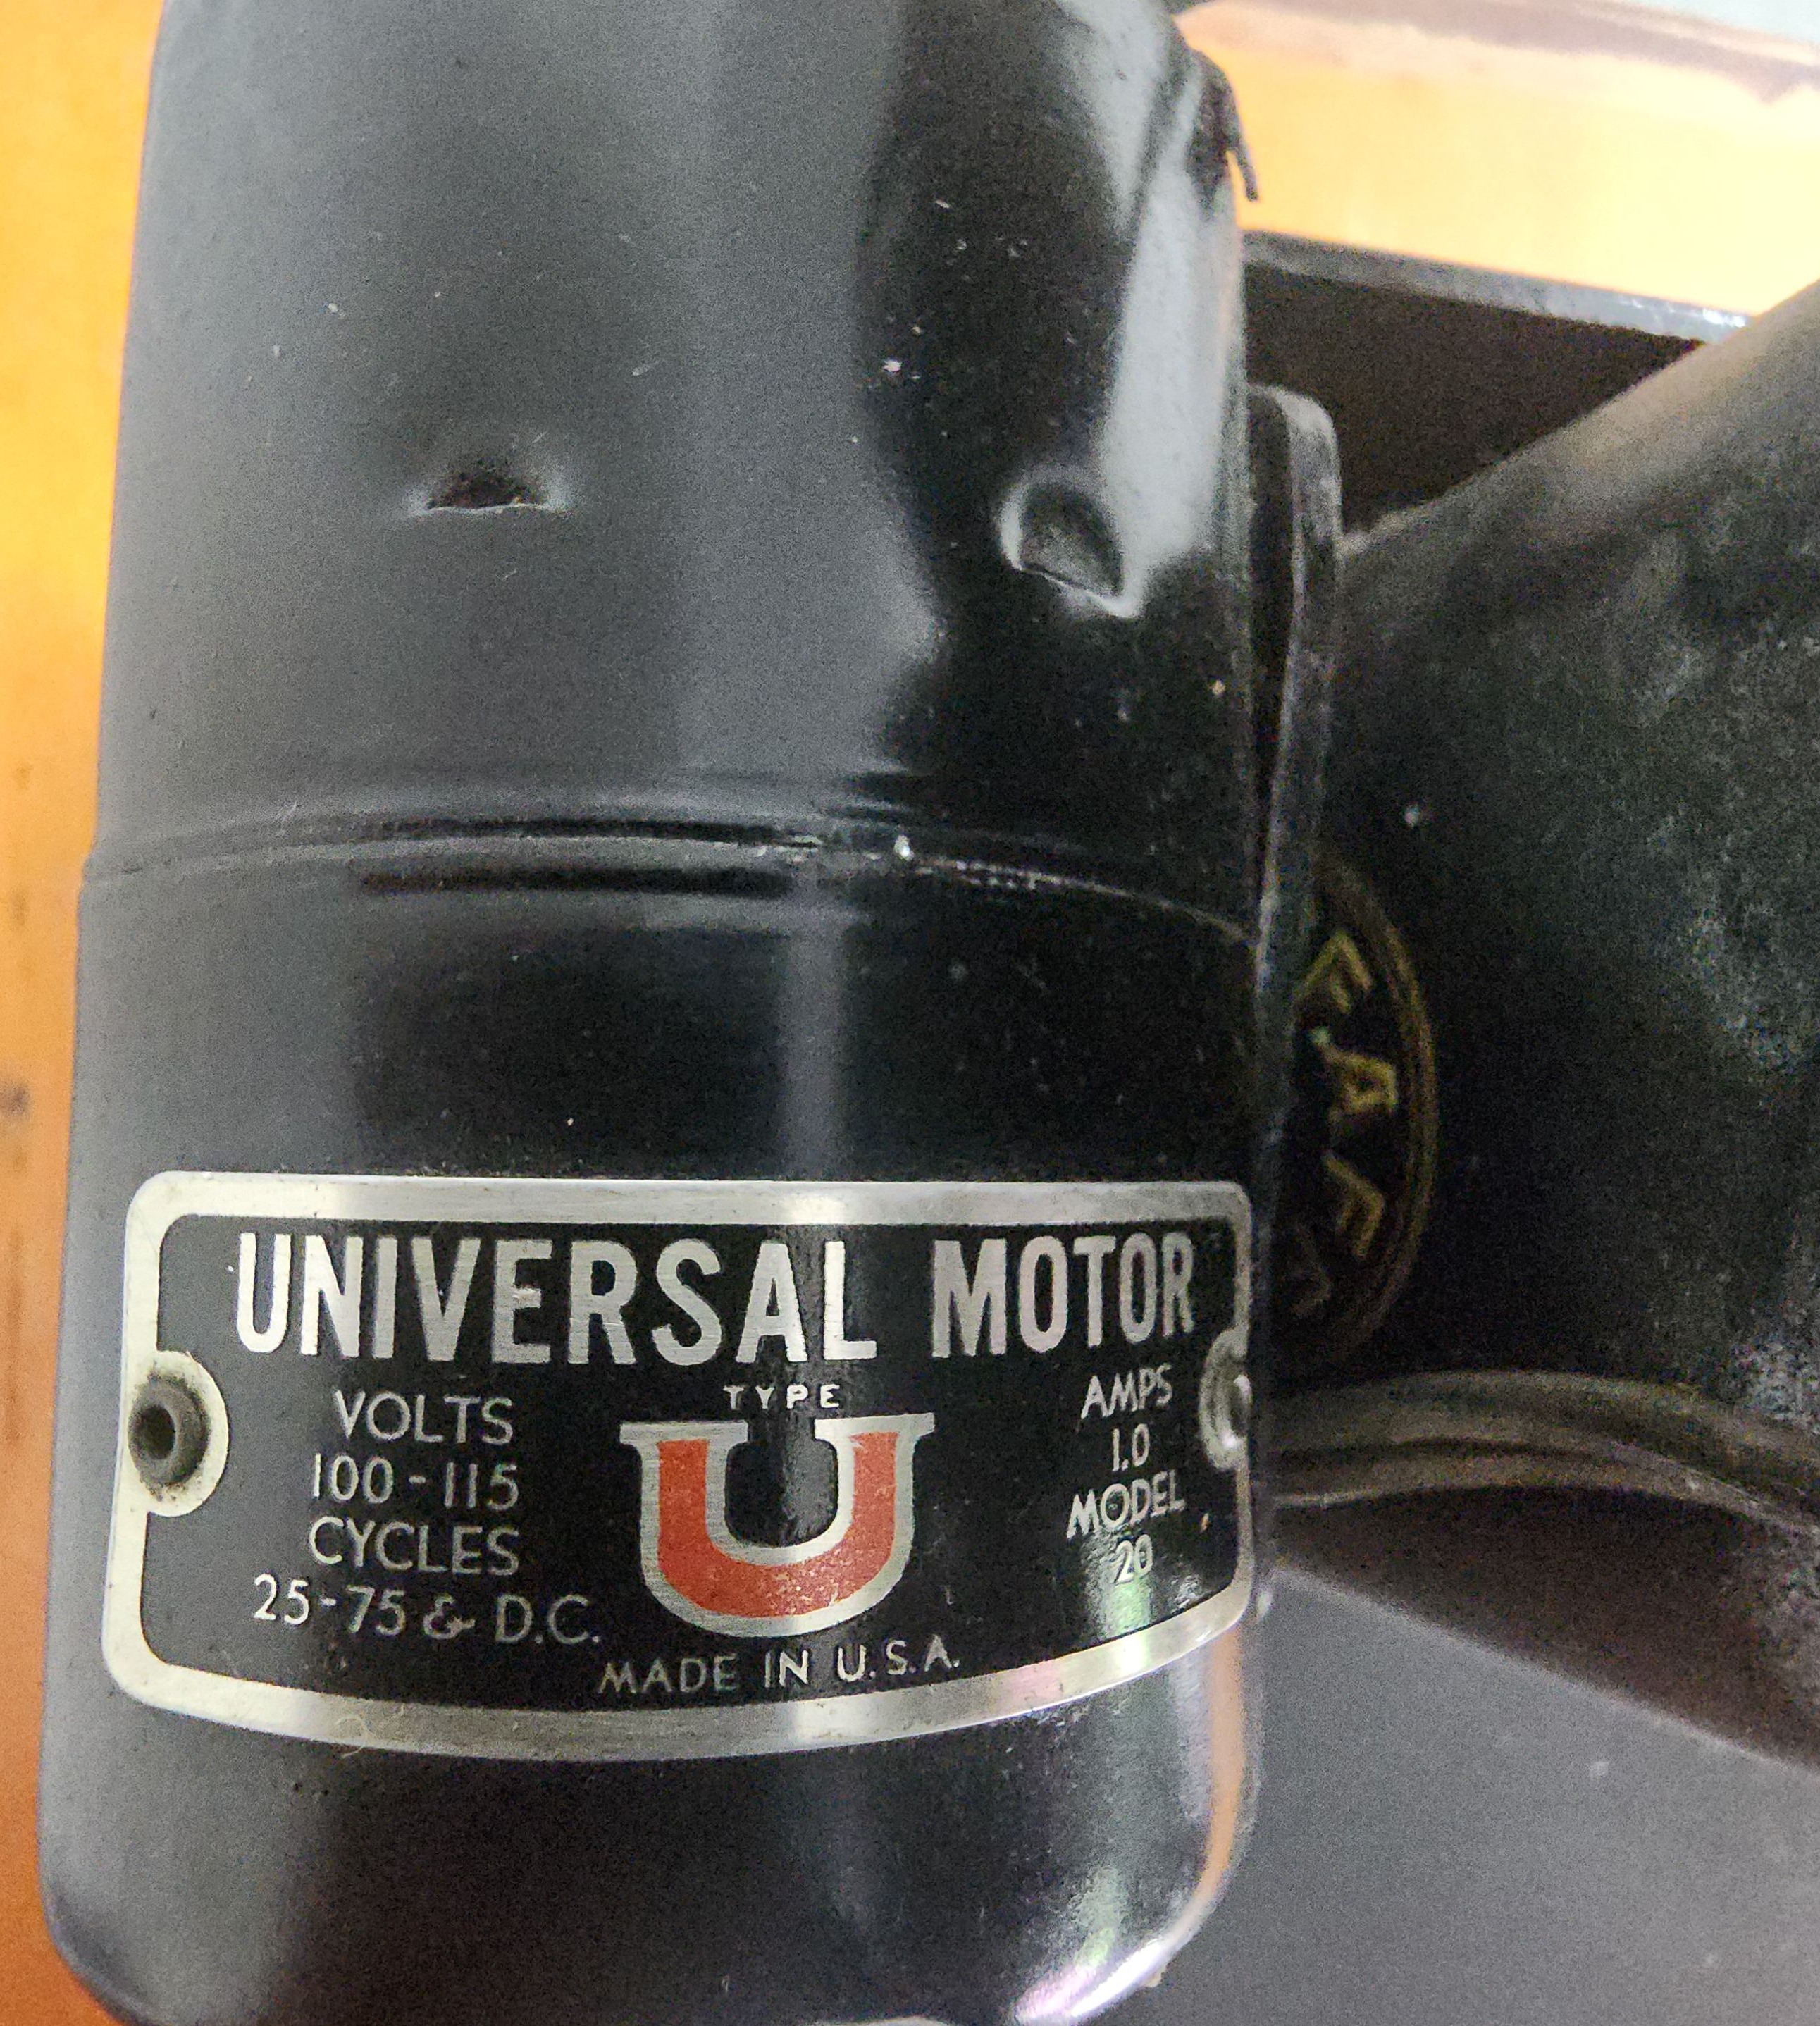 UNIVERSAL MOTOR
TYPE
U
VOLTS
100-115
CYCLES
25-75 & D.C.
AMPS
1.0
MODEL
20
MADE IN U.S.A.